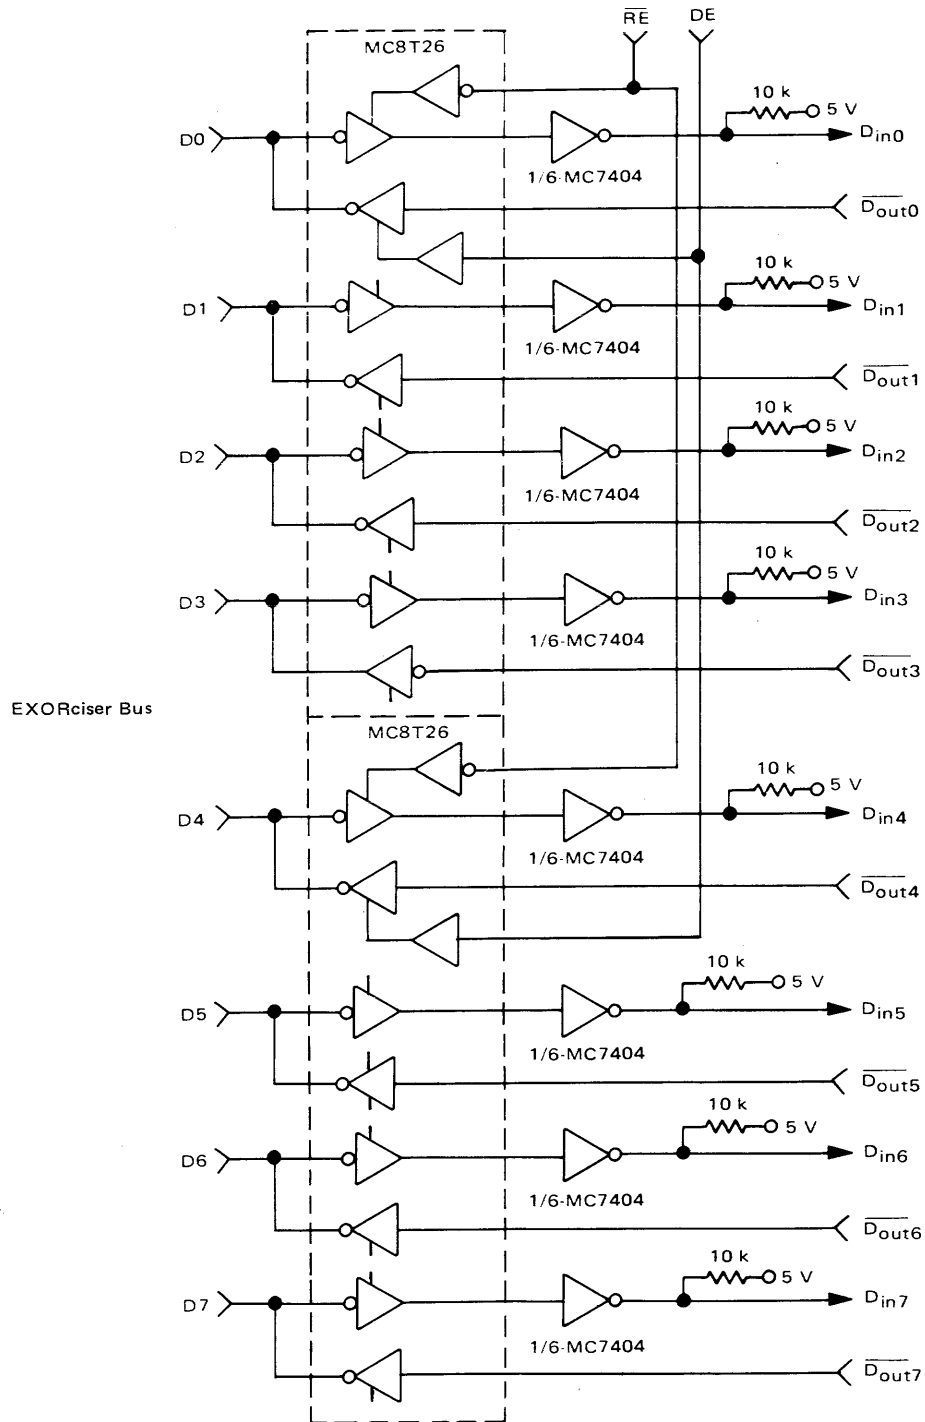 RE DE
MC8T26
10 k
5 V
D0
Din0
1/6-MC7404
Dout0
10 k
5 V
D1
Din1
1/6-MC7404
Dout1
10 k
5 V
D2
Din2
1/6-MC7404
Dout2
10 k
5 V
D3
Din3
1/6-MC7404
Dout3
EXORciser Bus
MC8T26
10 k
5 V
D4
Din4
1/6-MC7404
Dout4
10 k
5 V
D5
Din5
1/6-MC7404
Dout5
10 k
5 V
D6
Din6
1/6-MC7404
Dout6
10 k
5 V
D7
Din7
1/6-MC7404
Dout7